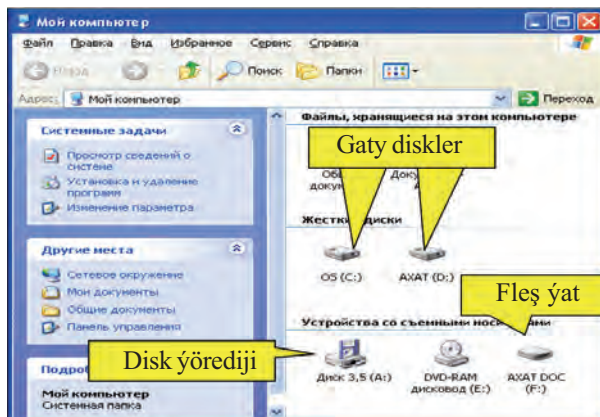 Мой компьютер
Файл Правка Вид Избранное Сервис Справка
Назад Поиск Папки
Адрес: Мой компьютер Переход
Системные задачи
Просмотр сведений о
системе
Установка и удаление
программ
Изменение параметра
Другие места
Сетевое окружение
Мои документы
Общие документы
Панель управления
Мой компьютер
Системная папка
Файлы, хранящиеся на этом компьютере
Gaty diskler
OS (C:) AXAT (D:)
Fleş ýat
Устройства со съемными
Disk ýörediji
Диск 3,5 (A:) DVD-RAM AXAT DOC
дисковод (E:) (F:)